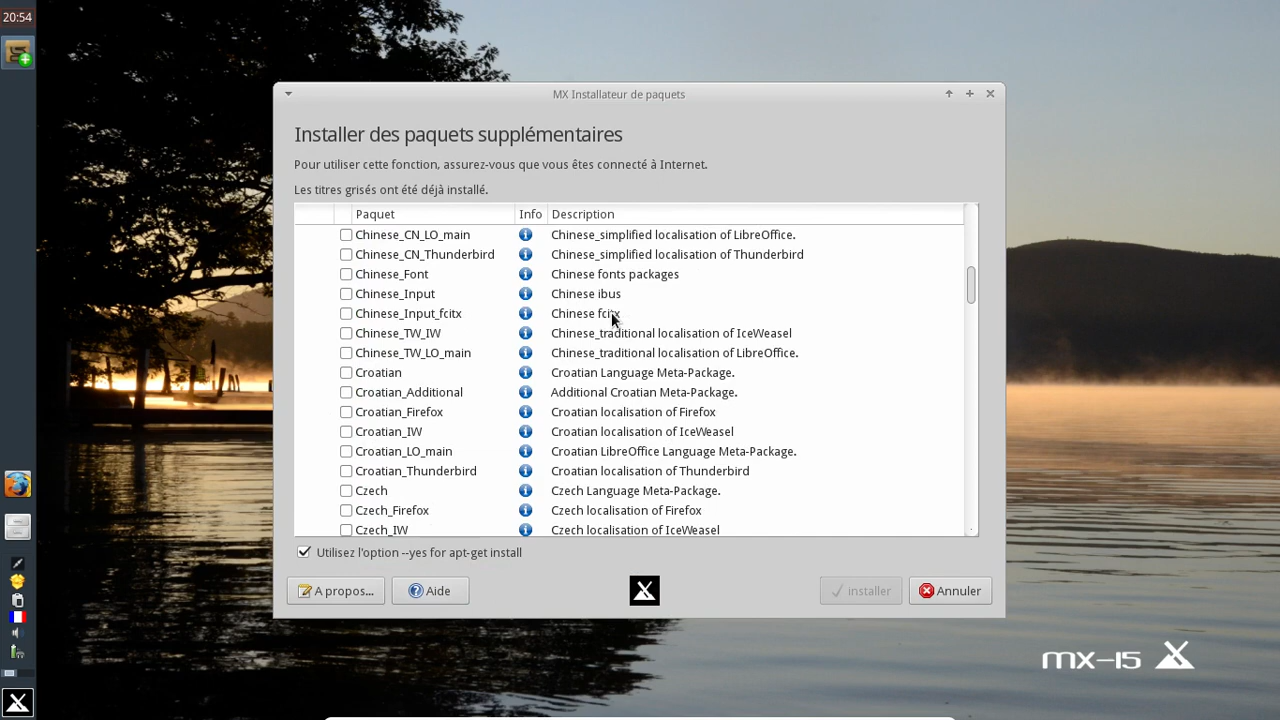 20:54
MX Installateur de paquets
Installer des paquets supplémentaires
Pour utiliser cette fonction, assurez-vous que vous êtes connecté à Internet.
Les titres grisés ont été déjà installé.
Paquet Info Description
Chinese_CN_LO_main Chinese_simplified localisation of LibreOffice.
Chinese_CN_Thunderbird Chinese_simplified localisation of Thunderbird
Chinese_Font Chinese fonts packages
Chinese_Input Chinese ibus
Chinese_Input_fcitx Chinese fcitx
Chinese_TW_IW Chinese_traditional localisation of IceWeasel
Chinese_TW_LO_main Chinese_traditional localisation of LibreOffice.
Croatian Croatian Language Meta-Package.
Croatian_Additional Additional Croatian Meta-Package.
Croatian_Firefox Croatian localisation of Firefox
Croatian_IW Croatian localisation of IceWeasel
Croatian_LO_main Croatian LibreOffice Language Meta-Package.
Croatian_Thunderbird Croatian localisation of Thunderbird
Czech Czech Language Meta-Package.
Czech_Firefox Czech localisation of Firefox
Czech_IW Czech localisation of IceWeasel
Utilisez l'option --yes for apt-get install
A propos... Aide installer Annuler
mx-15